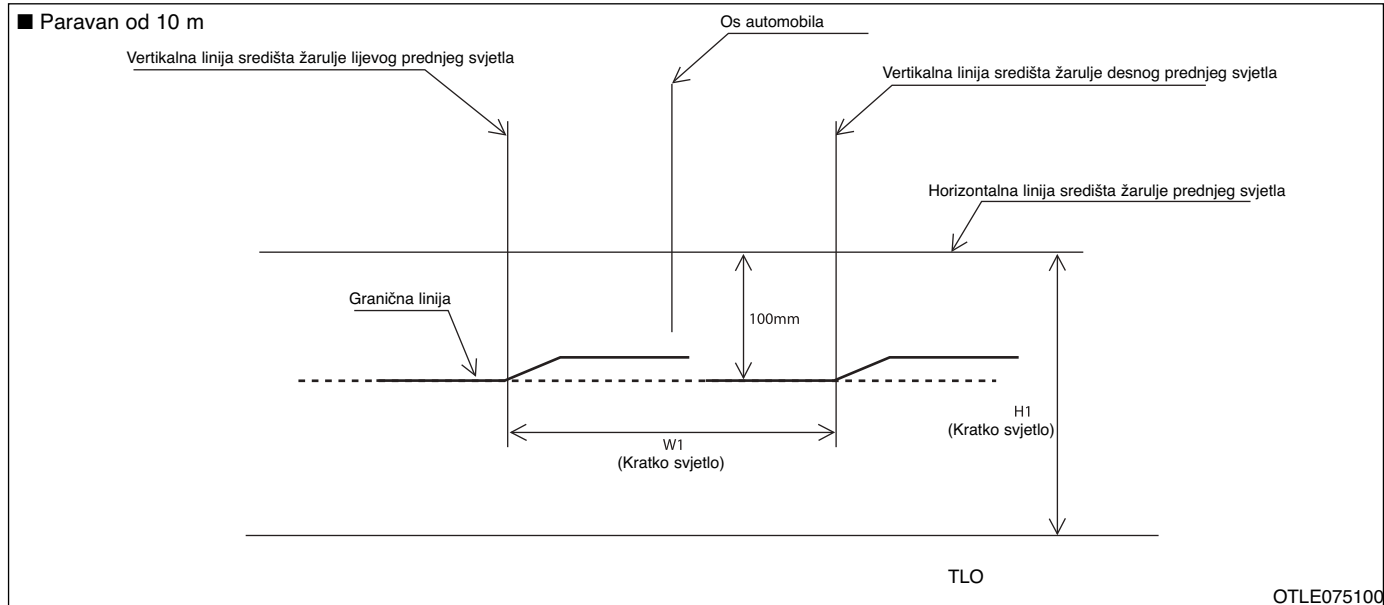 ■ Paravan od 10 m
Os automobila
Vertikalna linija središta žarulje lijevog prednjeg svjetla
Vertikalna linija središta žarulje desnog prednjeg svjetla
Horizontalna linija središta žarulje prednjeg svjetla
Granična linija
100mm
H1
(Kratko svjetlo)
W1
(Kratko svjetlo)
TLO
OTLE075100